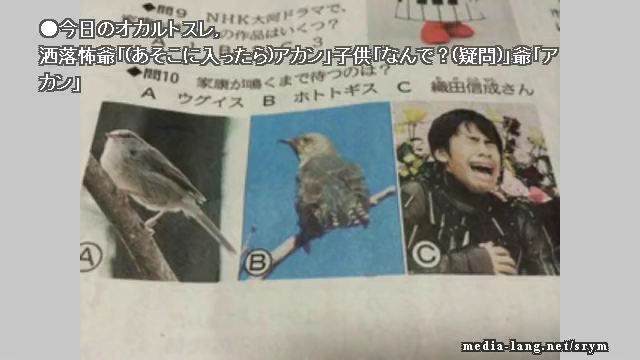 ●今日のオカルトスレ,
洒落怖爺「(あそこに入ったら)アカン」子供「なんで？(疑問)」爺「ア
カン」
◆問9 NHK大河ドラマで、
の作品はいくつ？
3
◆問10 家康が鳴くまで待つのは？
A ウグイス B ホトトギス C 織田信成さん
A
B
C
media-lang.net/srym